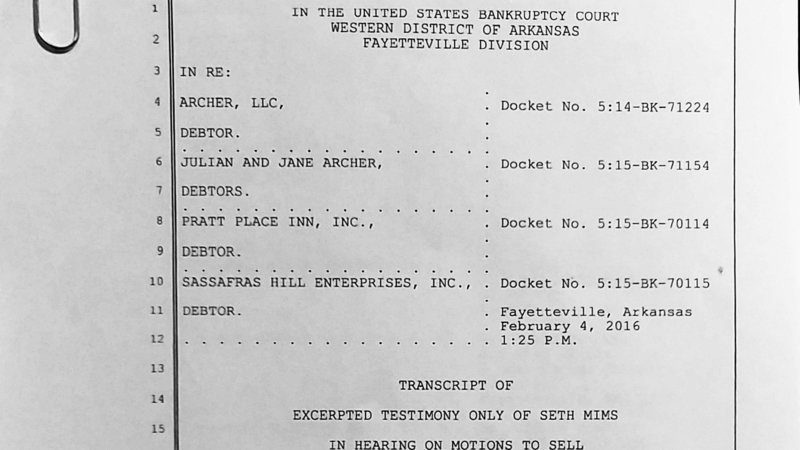 IN THE UNITED STATES BANKRUPTCY COURT
WESTERN DISTRICT OF ARKANSAS
FAYETTEVILLE DIVISION
1
2
3 IN RE:
4 ARCHER, LLC, . Docket No. 5:14-BK-71224
5 DEBTOR. .
. . . . . . . . . . . . . . . . . .
6 JULIAN AND JANE ARCHER, . Docket No. 5:15-BK-71154
7 DEBTORS. .
. . . . . . . . . . . . . . . . . .
8 PRATT PLACE INN, INC., . Docket No. 5:15-BK-70114
9 DEBTOR. .
. . . . . . . . . . . . . . . . . .
10 SASSAFRAS HILL ENTERPRISES, INC., . Docket No. 5:15-BK-70115
11 DEBTOR. . Fayetteville, Arkansas
. February 4, 2016
12 . . . . . . . . . . . . . . . . . . 1:25 P.M.
13
TRANSCRIPT OF
14
EXCERPTED TESTIMONY ONLY OF SETH MIMS
15
IN HEARING ON MOTIONS TO SELL